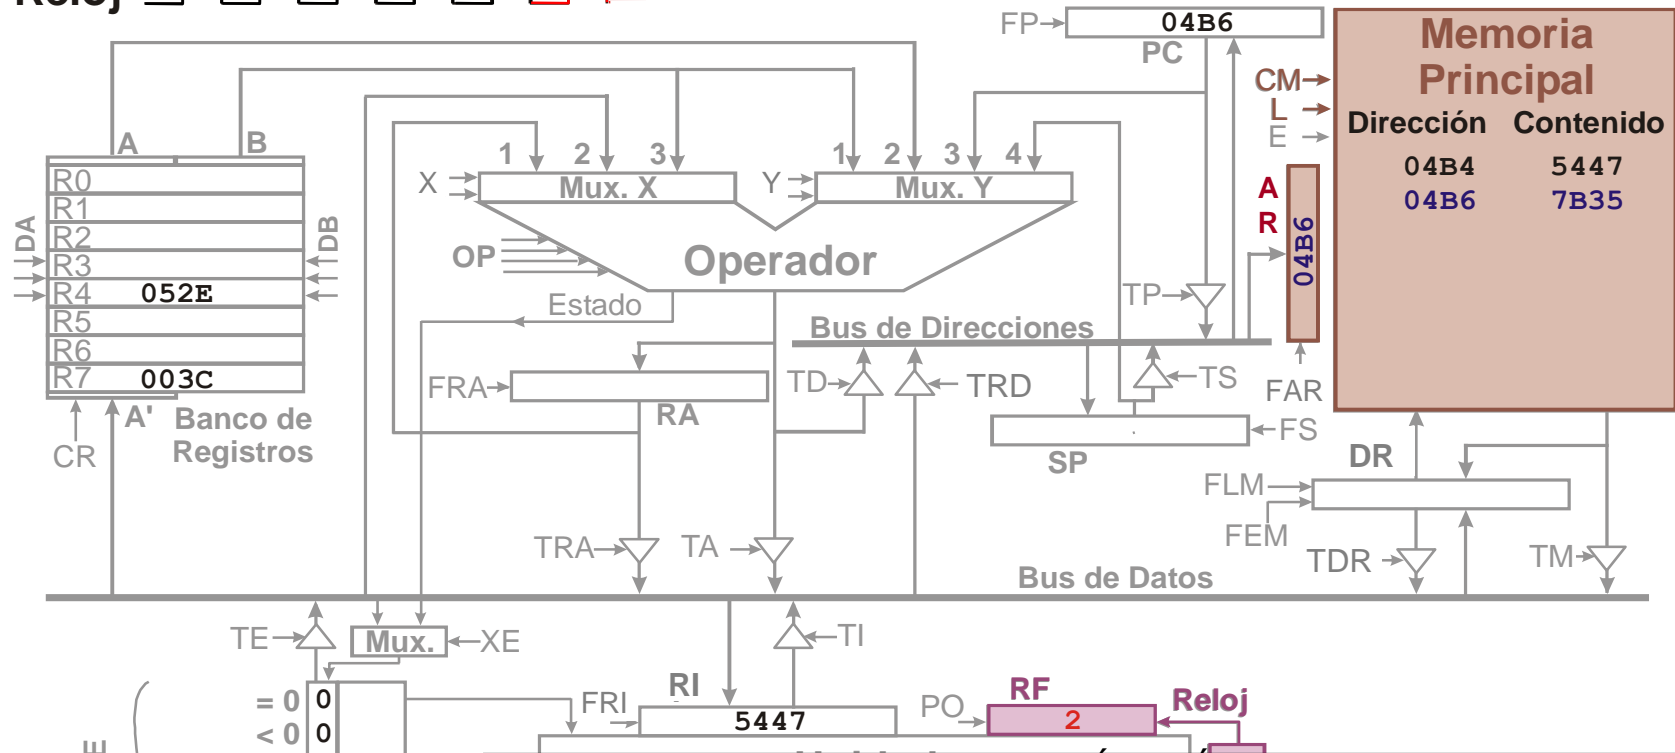 Reloj
FP
04B6
PC
Memoria
Principal
CM
L
E
Dirección Contenido
04B4 5447
04B6 7B35
A B
1 2 3
1 2 3 4
X
Mux. X
Y
Mux. Y
A
R
04B6
R0
R1
R2
R3
R4 052E
R5
R6
R7 003C
DA
DB
OP
Operador
Estado
TP
Bus de Direcciones
FRA
RA
TD
TRD
TS
FAR
A'
Banco de
Registros
CR
SP
FS
DR
FLM
FEM
TRA
TA
TDR
TM
Bus de Datos
TE
Mux.
XE
TI
= 0 0
< 0 0
E
FRI
RI
5447
PO
RF
2
Reloj